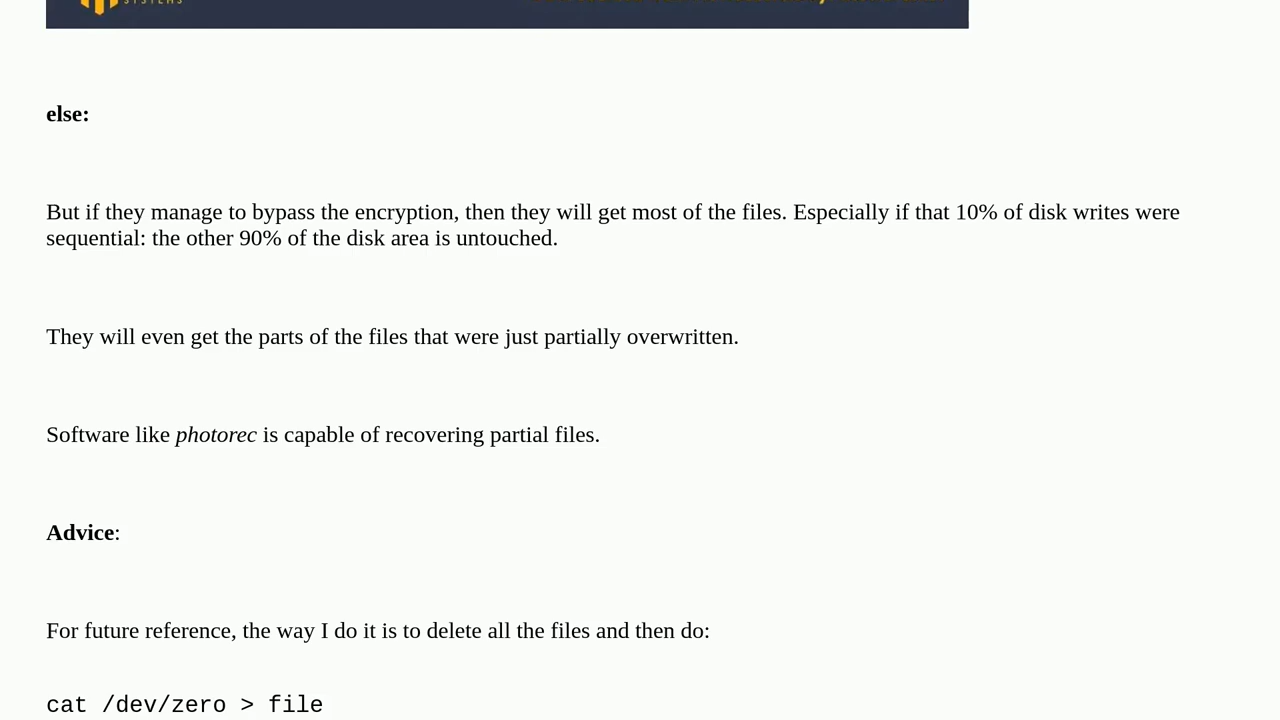 SYSTEMS
else:
But if they manage to bypass the encryption, then they will get most of the files. Especially if that 10% of disk writes were
sequential: the other 90% of the disk area is untouched.
They will even get the parts of the files that were just partially overwritten.
Software like photorec is capable of recovering partial files.
Advice:
For future reference, the way I do it is to delete all the files and then do:
cat /dev/zero > file